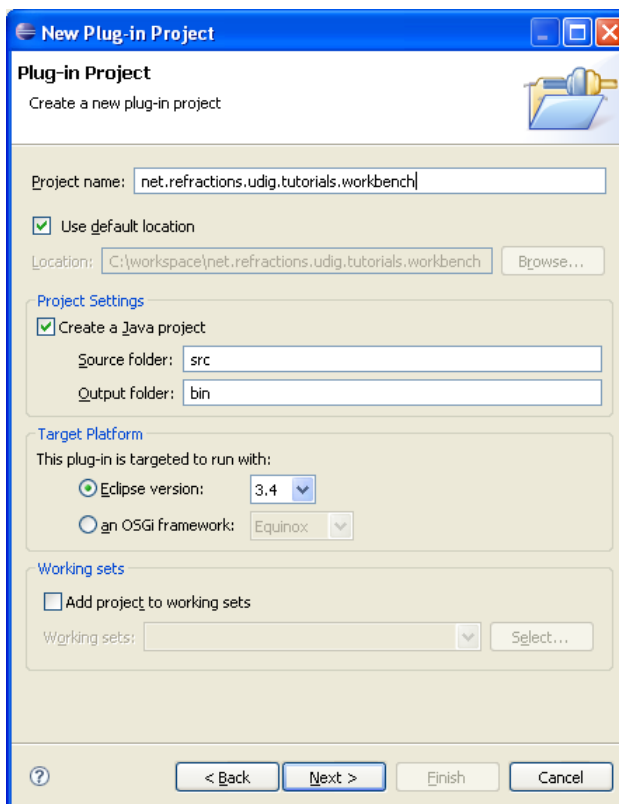 New Plug-in Project
Plug-in Project
Create a new plug-in project
Project name: net.refractions.udig.tutorials.workbench
Use default location
Location: C:\workspace\net.refractions.udig.tutorials.workbench Browse...
Project Settings
Create a Java project
Source folder: src
Output folder: bin
Target Platform
This plug-in is targeted to run with:
Eclipse version: 3.4
an OSGi framework: Equinox
Working sets
Add project to working sets
Working sets: Select...
? < Back Next > Finish Cancel